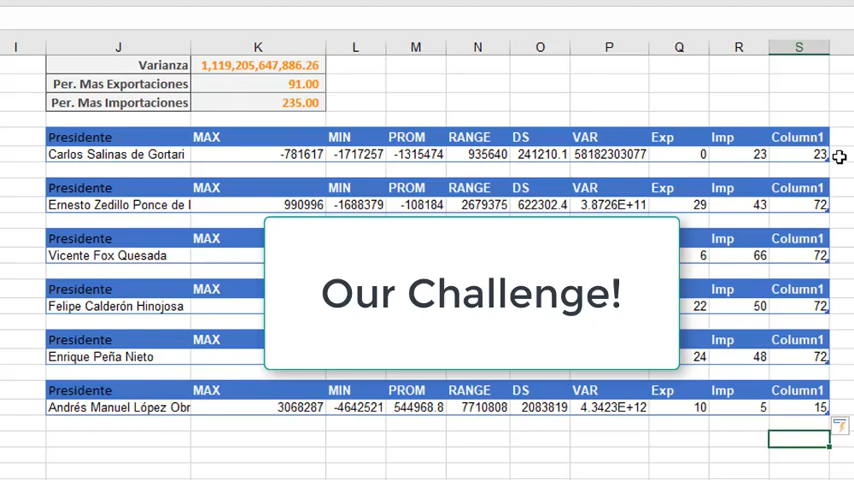 I J K L M N O P Q R S
Varianza 1,119,205,647,886.26
Per. Mas Exportaciones 91.00
Per. Mas Importaciones 235.00
Presidente MAX MIN PROM RANGE DS VAR Exp Imp Column1
Carlos Salinas de Gortari -781617 -1717257 -1315474 935640 241210.1 58182303077 0 23 23
Presidente MAX MIN PROM RANGE DS VAR Exp Imp Column1
Ernesto Zedillo Ponce de l 990996 -1688379 -108184 2679375 622302.4 3.8726E+11 29 43 72
Presidente MAX Exp Imp Column1
Vicente Fox Quesada 6 66 72
Our Challenge!
Presidente MAX Exp Imp Column1
Felipe Calderón Hinojosa 22 50 72
Presidente MAX Exp Imp Column1
Enrique Peña Nieto 24 48 72
Presidente MAX MIN PROM RANGE DS VAR Exp Imp Column1
Andrés Manuel López Obr 3068287 -4642521 544968.8 7710808 2083819 4.3423E+12 10 5 15